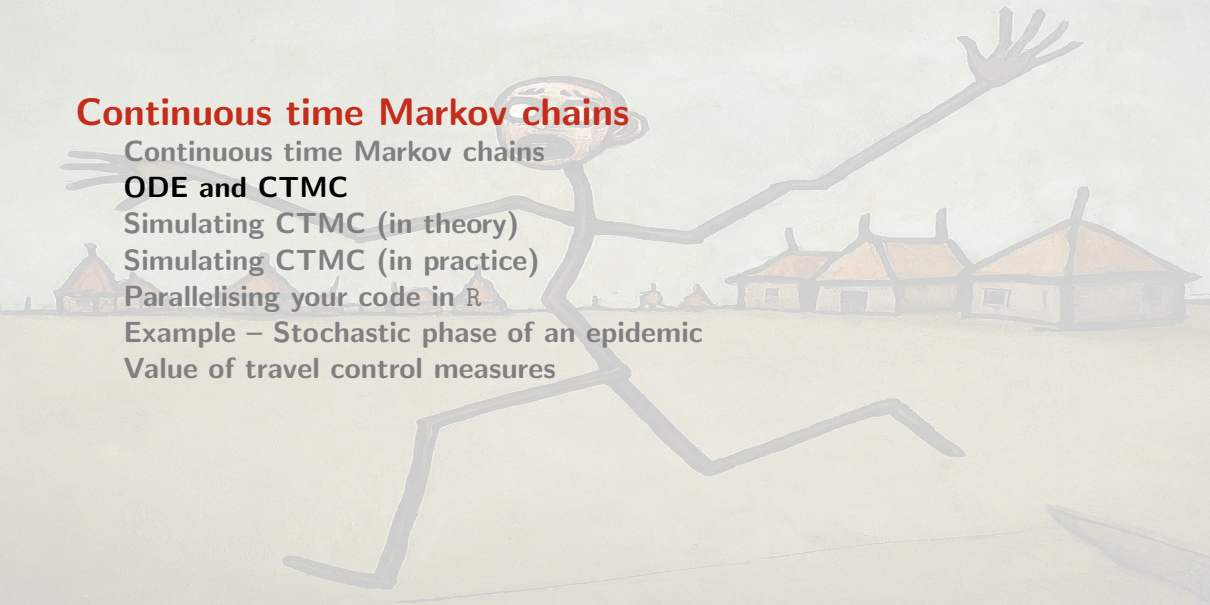 Continuous time Markov chains
Continuous time Markov chains
ODE and CTMC
Simulating CTMC (in theory)
Simulating CTMC (in practice)
Parallelising your code in R
Example – Stochastic phase of an epidemic
Value of travel control measures